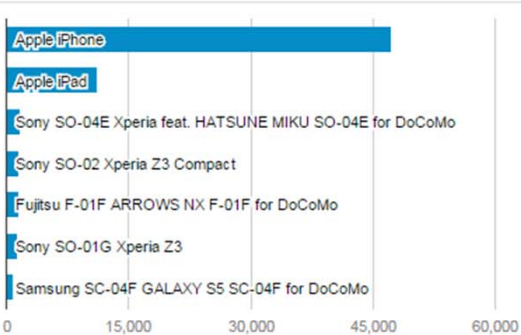 Apple iPhone
Apple iPad
Sony SO-04E Xperia feat. HATSUNE MIKU SO-04E for DoCoMo
Sony SO-02 Xperia Z3 Compact
Fujitsu F-01F ARROWS NX F-01F for DoCoMo
Sony SO-01G Xperia Z3
Samsung SC-04F GALAXY S5 SC-04F for DoCoMo
0 15,000 30,000 45,000 60,000